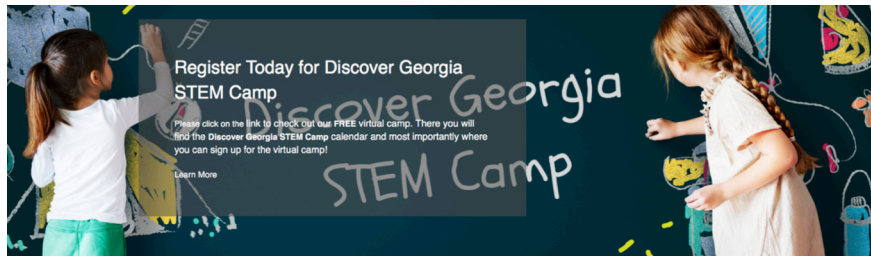 Register Today for Discover Georgia
STEM Camp
Please click on the link to check out our FREE virtual camp. There you will
find the Discover Georgia STEM Camp calendar and most importantly where
you can sign up for the virtual camp!
Learn More
Discover Georgia
STEM Camp